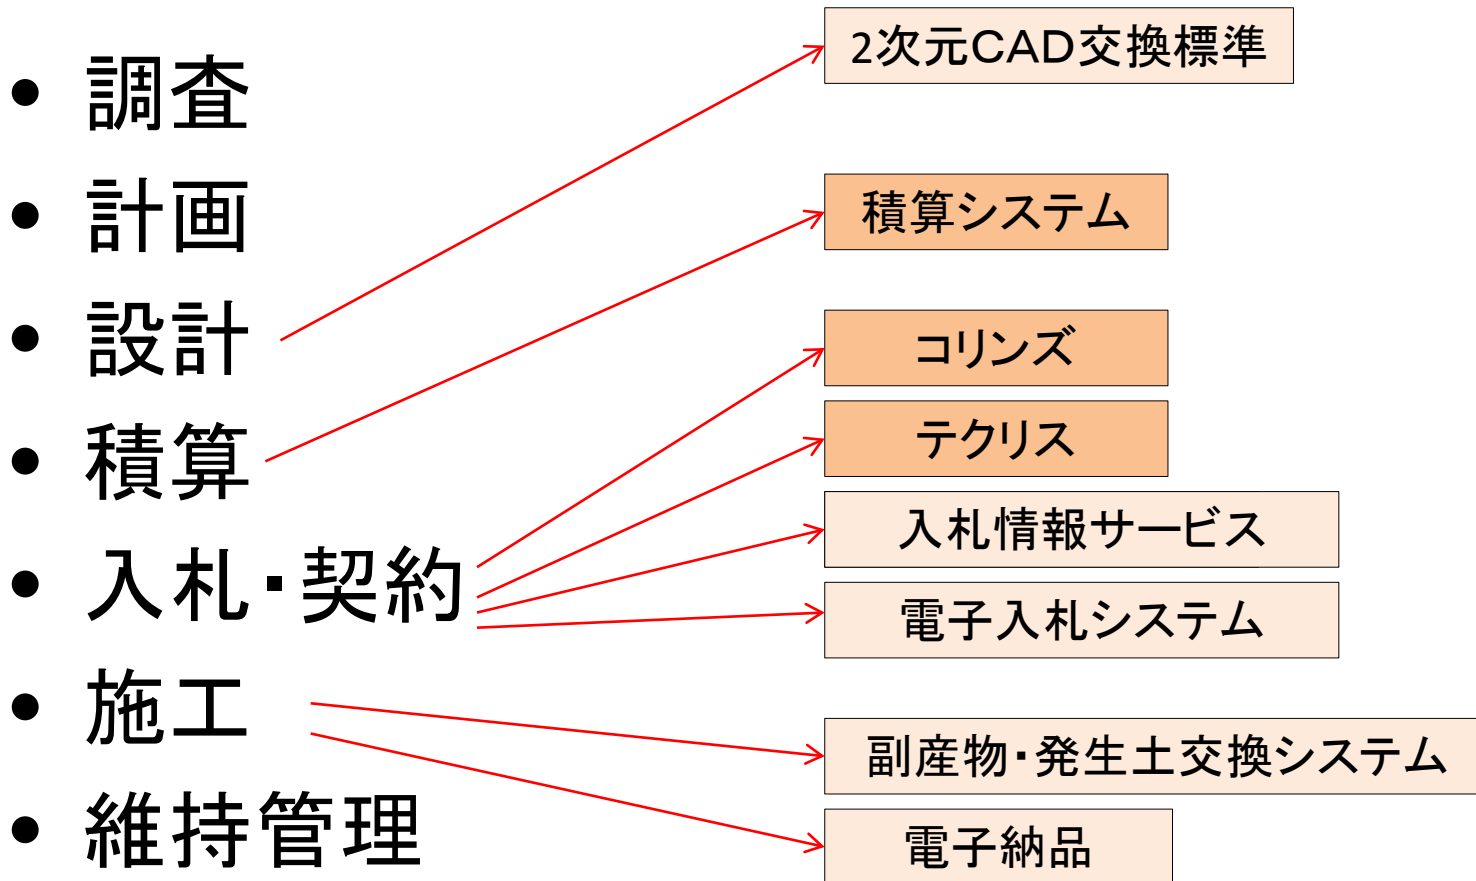 • 調査
• 計画
• 設計
• 積算
• 入札・契約
• 施工
• 維持管理
2次元CAD交換標準
積算システム
コリンズ
テクリス
入札情報サービス
電子入札システム
副産物・発生土交換システム
電子納品